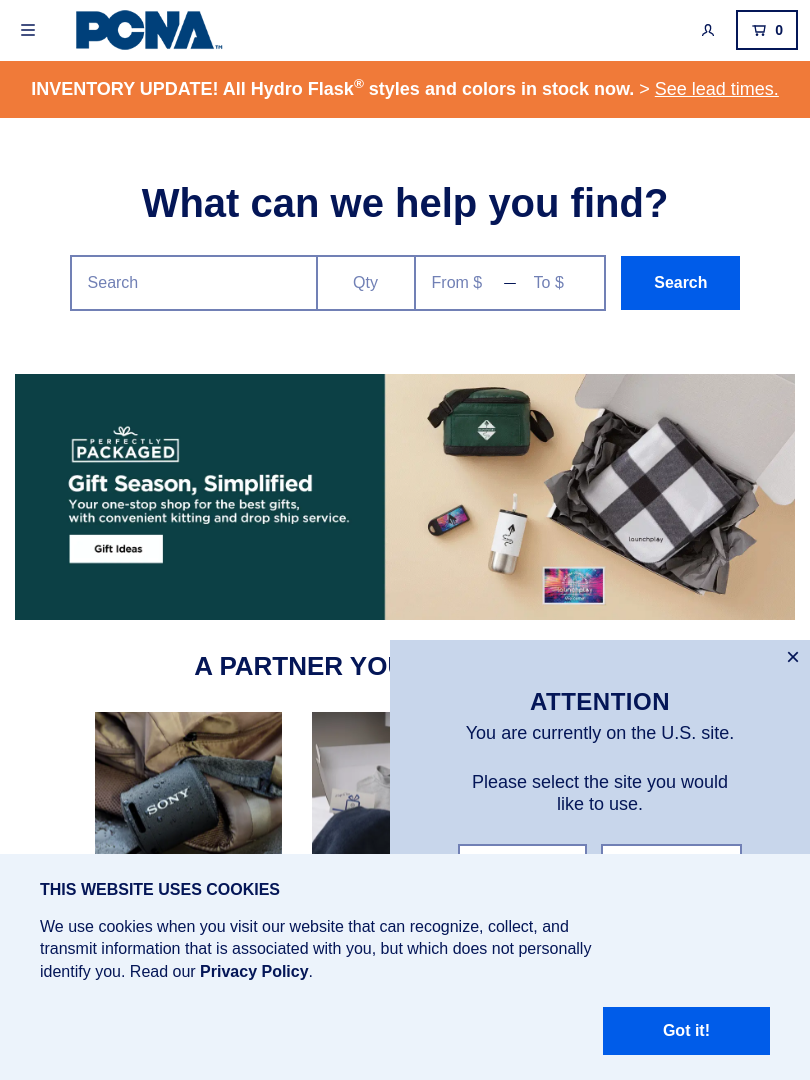 PCNA™
0
INVENTORY UPDATE! All Hydro Flask® styles and colors in stock now. > See lead times.
What can we help you find?
Search
Qty
From $
—
To $
Search
PERFECTLY
PACKAGED
Gift Season, Simplified
Your one-stop shop for the best gifts,
with convenient kitting and drop ship service.
Gift Ideas
launchplay
A PARTNER YOU
SONY
ATTENTION
You are currently on the U.S. site.
Please select the site you would
like to use.
THIS WEBSITE USES COOKIES
We use cookies when you visit our website that can recognize, collect, and
transmit information that is associated with you, but which does not personally
identify you. Read our Privacy Policy.
Got it!